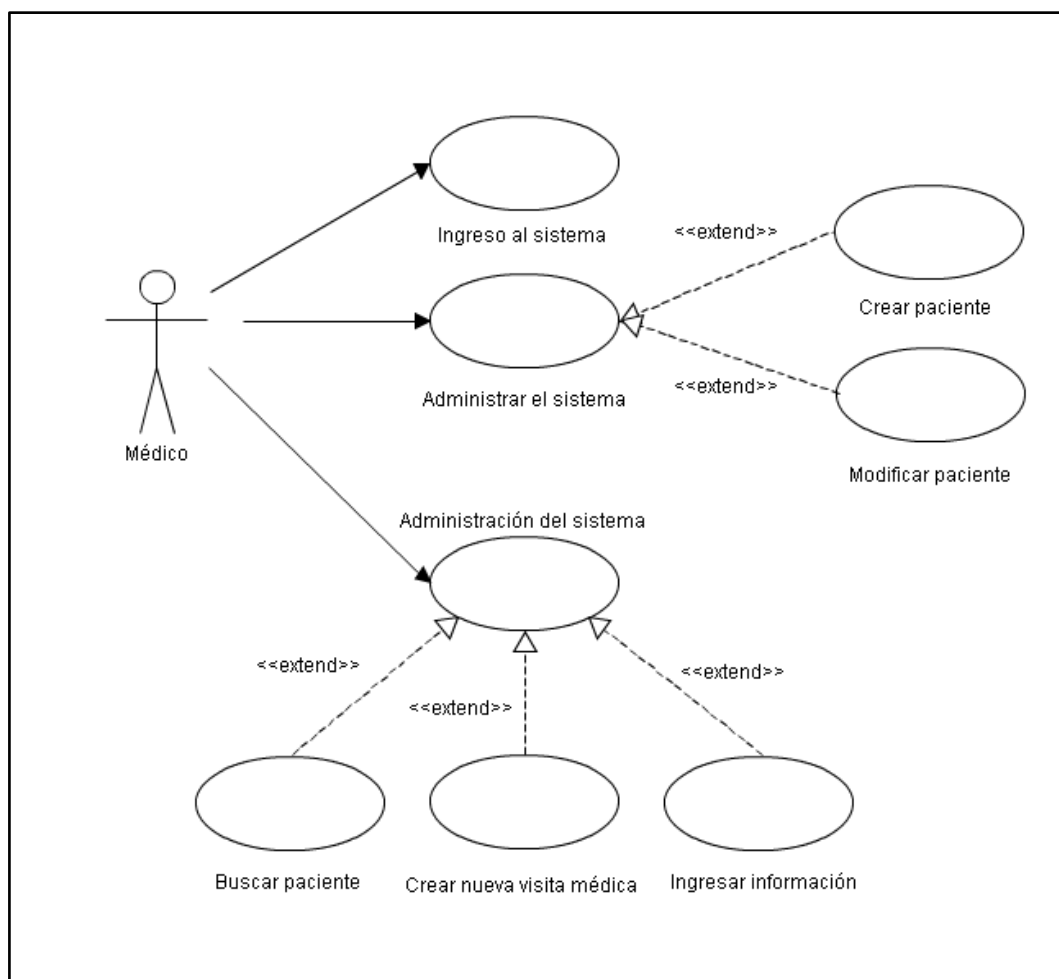 Ingreso al sistema
<<extend>>
Crear paciente
Administrar el sistema
<<extend>>
Médico
Modificar paciente
Administración del sistema
<<extend>>
<<extend>>
<<extend>>
Buscar paciente
Crear nueva visita médica
Ingresar información